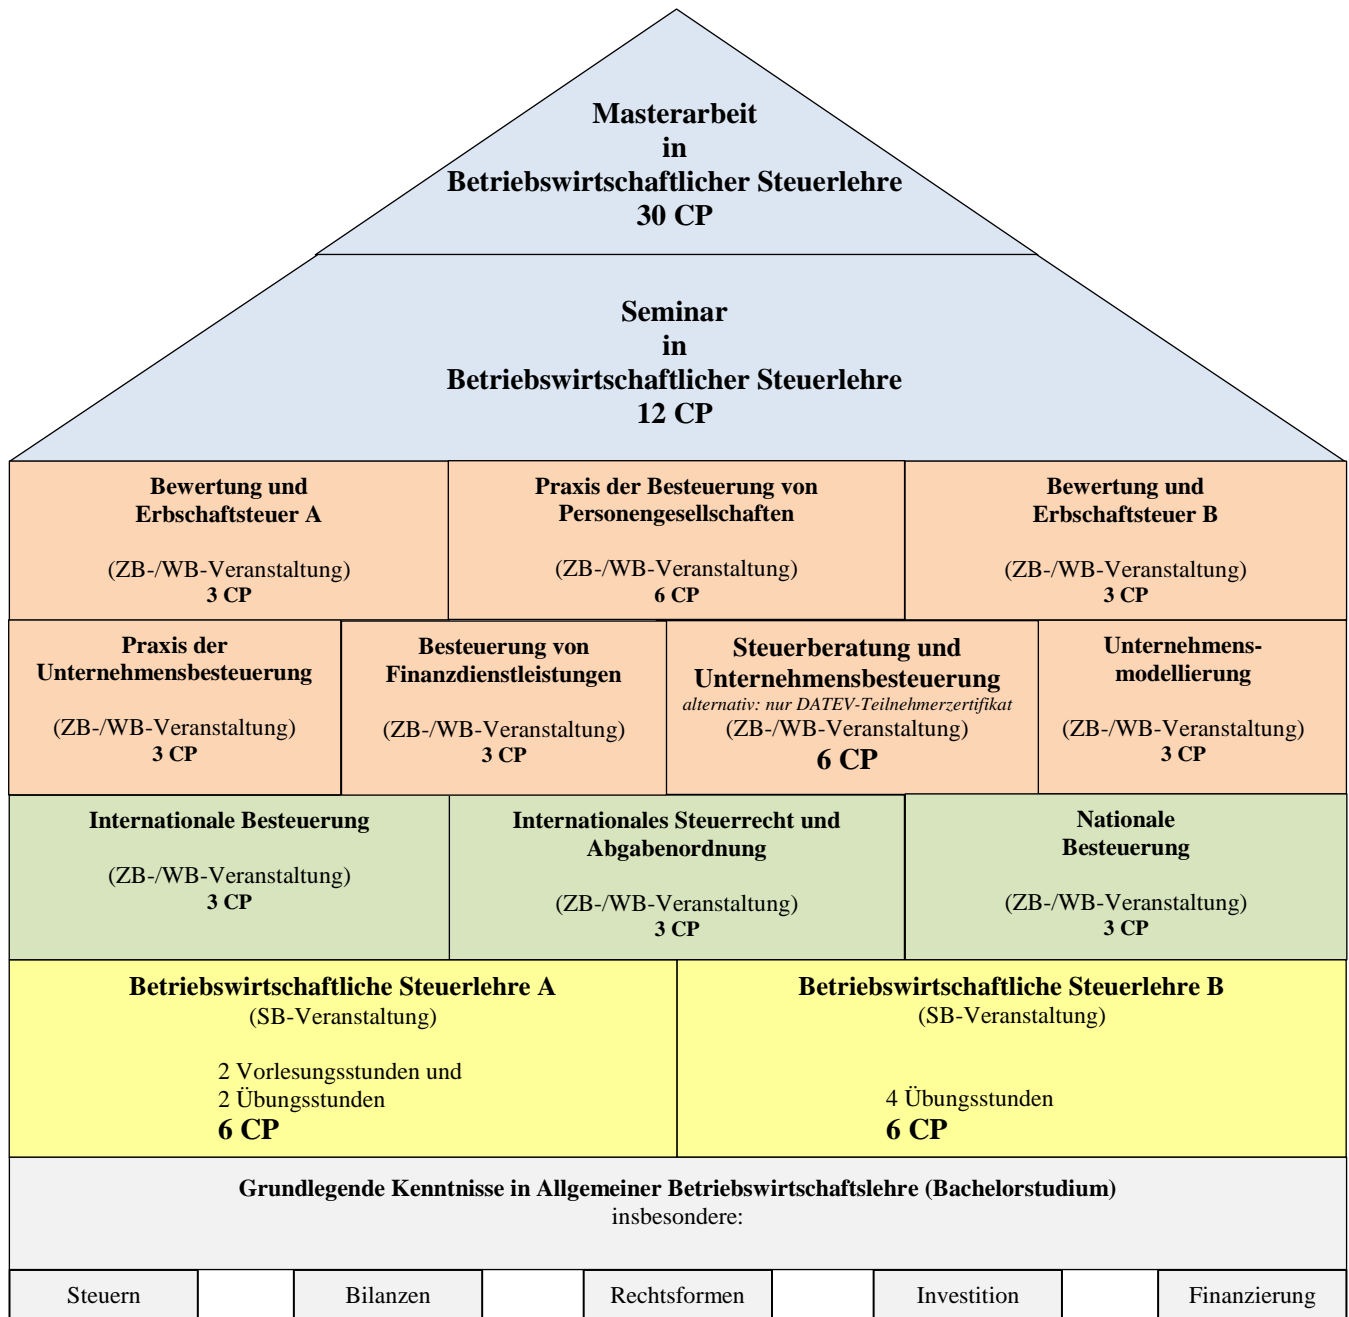 Masterarbeit
in
Betriebswirtschaftlicher Steuerlehre
30 CP
Seminar
in
Betriebswirtschaftlicher Steuerlehre
12 CP
Bewertung und
Erbschaftsteuer A
(ZB-/WB-Veranstaltung)
3 CP
Praxis der Besteuerung von
Personengesellschaften
(ZB-/WB-Veranstaltung)
6 CP
Bewertung und
Erbschaftsteuer B
(ZB-/WB-Veranstaltung)
3 CP
Praxis der
Unternehmensbesteuerung
(ZB-/WB-Veranstaltung)
3 CP
Besteuerung von
Finanzdienstleistungen
(ZB-/WB-Veranstaltung)
3 CP
Steuerberatung und
Unternehmensbesteuerung
alternativ: nur DATEV-Teilnehmerzertifikat
(ZB-/WB-Veranstaltung)
6 CP
Unternehmens-
modellierung
(ZB-/WB-Veranstaltung)
3 CP
Internationale Besteuerung
(ZB-/WB-Veranstaltung)
3 CP
Internationales Steuerrecht und
Abgabenordnung
(ZB-/WB-Veranstaltung)
3 CP
Nationale
Besteuerung
(ZB-/WB-Veranstaltung)
3 CP
Betriebswirtschaftliche Steuerlehre A
(SB-Veranstaltung)
2 Vorlesungsstunden und
2 Übungsstunden
6 CP
Betriebswirtschaftliche Steuerlehre B
(SB-Veranstaltung)
4 Übungsstunden
6 CP
Grundlegende Kenntnisse in Allgemeiner Betriebswirtschaftslehre (Bachelorstudium)
insbesondere:
Steuern
Bilanzen
Rechtsformen
Investition
Finanzierung